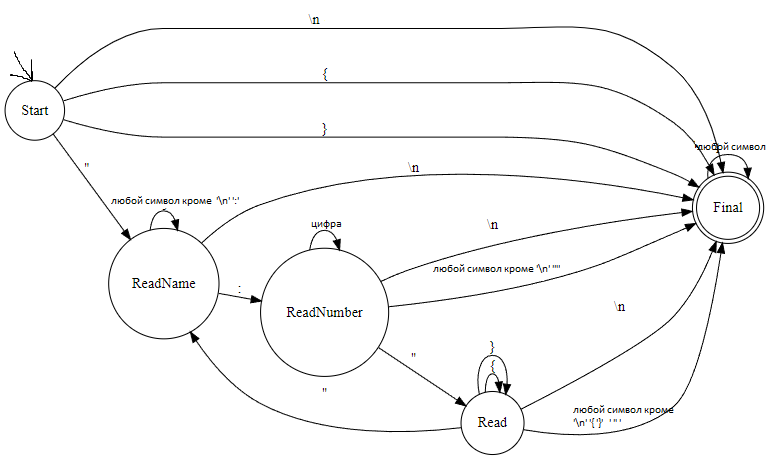 \n
{
Start
}
любой символ
"
\n
любой символ кроме '\n' ':'
Final
цифра
\n
любой символ кроме '\n' '"'
ReadName
:
ReadNumber
\n
"
}
{
"
любой символ кроме
'\n' '{' '}' ' " '
Read